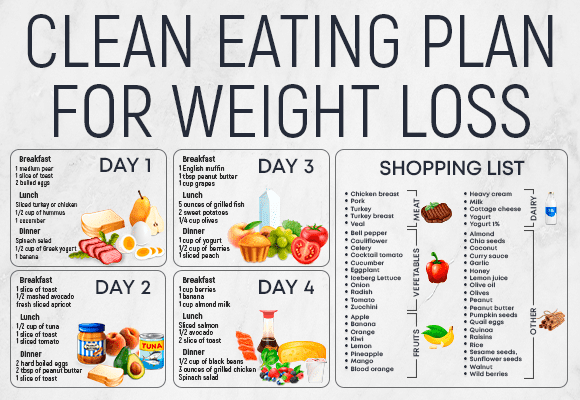 CLEAN EATING PLAN
FOR WEIGHT LOSS
DAY 1
Breakfast
1 medium pear
1 slice of toast
2 boiled eggs
Lunch
Sliced turkey or chicken
1/2 cup of hummus
1 cucumber
Dinner
Spinach salad
1/2 cup of Greek yogurt
1 banana
DAY 2
Breakfast
1 slice of toast
1/2 mashed avocado
fresh sliced apricot
Lunch
1/2 cup of tuna
1 slice of toast
1 sliced tomato
Dinner
2 hard boiled eggs
2 tbsp of peanut butter
1 slice of toast
TUNA
DAY 3
Breakfast
1 English muffin
1 tbsp peanut butter
1 cup grapes
Lunch
5 ounces of grilled fish
2 sweet potatoes
1/4 cup olives
Dinner
1 cup of yogurt
1/2 cup of berries
1 sliced peach
DAY 4
Breakfast
1 cup berries
1 banana
1 cup almond milk
Lunch
Sliced salmon
1/2 avocado
2 slice of toast
Dinner
1/2 cup of black beans
3 ounces of grilled chicken
Spinach salad
SHOPPING LIST
Chicken breast
Pork
Turkey
Turkey breast
Veal
MEAT
Bell pepper
Cauliflower
Celery
Cocktail tomato
Cucumber
Eggplant
Iceberg Lettuce
Onion
Radish
Tomato
Zucchini
VEFETABLES
Apple
Banana
Orange
Kiwi
Lemon
Pineapple
Mango
Blood orange
FRUITS
Heavy cream
Milk
Cottage cheese
Yogurt
Yogurt 1%
DAIRY
Almond
Chia seeds
Coconut
Curry sauce
Garlic
Honey
Lemon juice
Olive oil
Olives
Peanut
Peanut butter
Pumpkin seeds
Quail eggs
Quinoa
Raisins
Rice
Sesame seeds,
Sunflower seeds
Walnut
Wild berries
OTHER